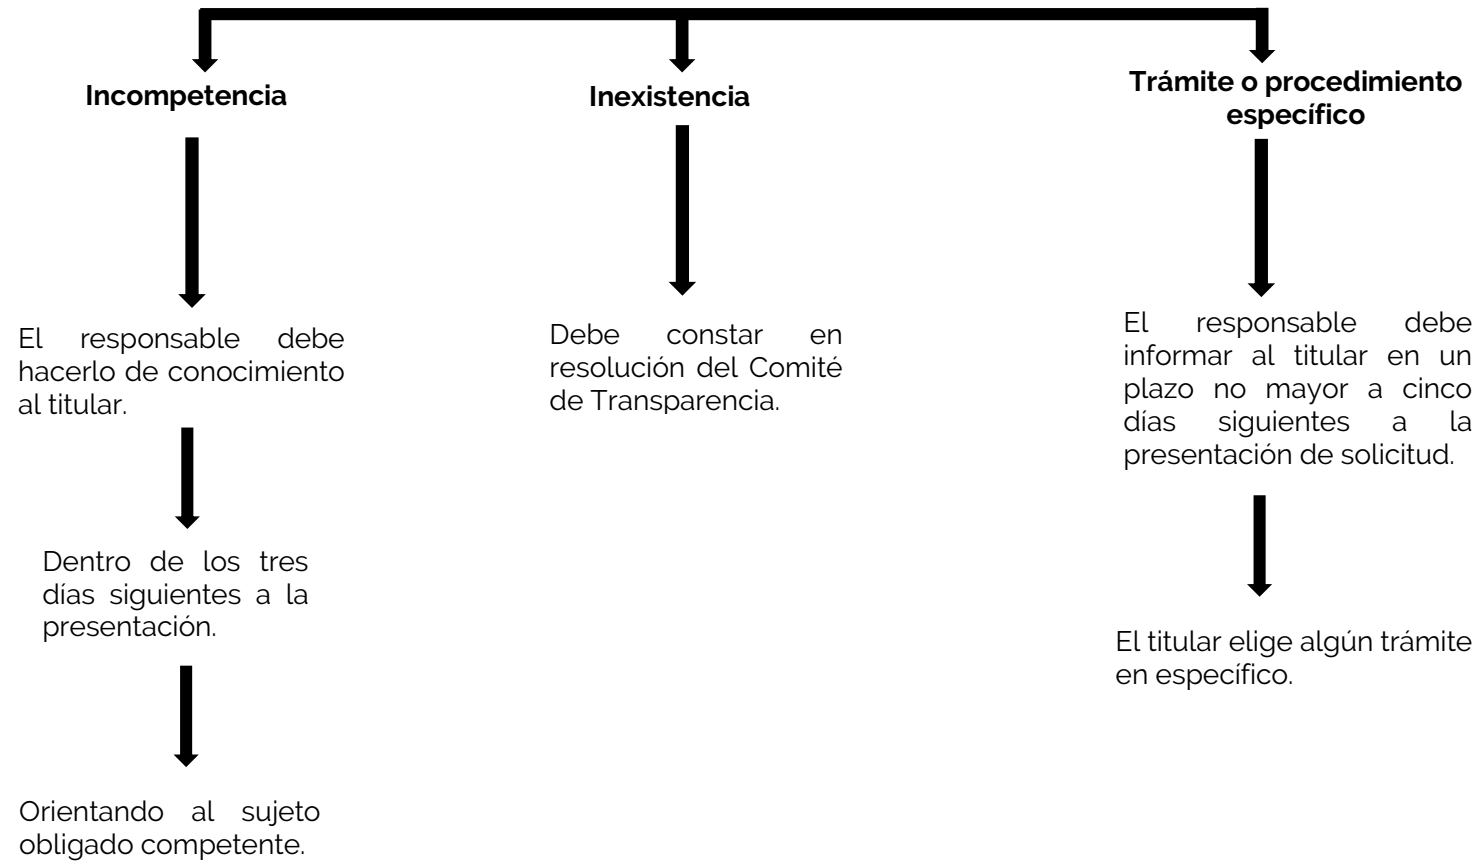 Incompetencia
El responsable debe
hacerlo de conocimiento
al titular.
Dentro de los tres
días siguientes a la
presentación.
Orientando al sujeto
obligado competente.
Inexistencia
Debe constar en
resolución del Comité
de Transparencia.
Trámite o procedimiento
específico
El responsable debe
informar al titular en un
plazo no mayor a cinco
días siguientes a la
presentación de solicitud.
El titular elige algún trámite
en específico.